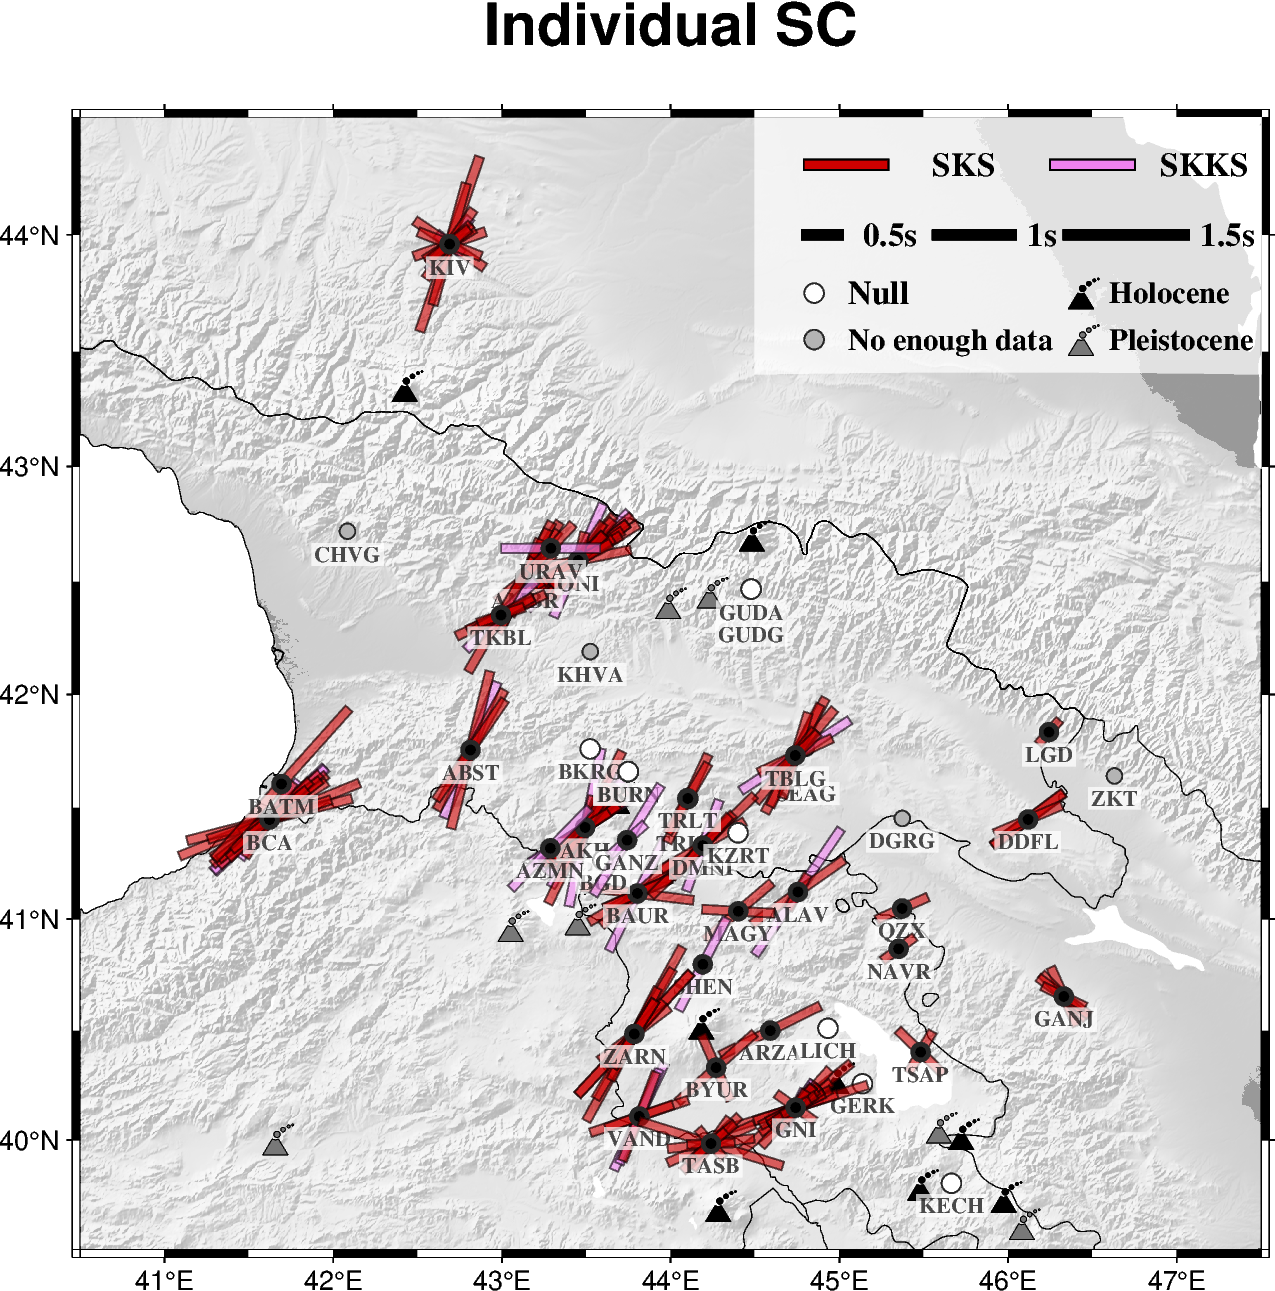 Individual SC
SKS
SKKS
0.5s
1s
1.5s
Null
Holocene
No enough data
Pleistocene
44°N
43°N
42°N
41°N
40°N
KIV
CHVG
URAV
ONI
TKBL
GUDA
GUDG
KHVA
ABST
BKRG
BURN
TBLG
SEAG
LGD
ZKT
BATM
BCA
TRLT
KZRT
DGRG
DDFL
AKH
GANZ
AZMN
DMNI
BAUR
MAGY
ALAV
QZX
NAVR
GANJ
ZARN
ARZA
LICH
BYUR
TSAP
GERK
GNI
VAND
TASB
KECH
41°E
42°E
43°E
44°E
45°E
46°E
47°E